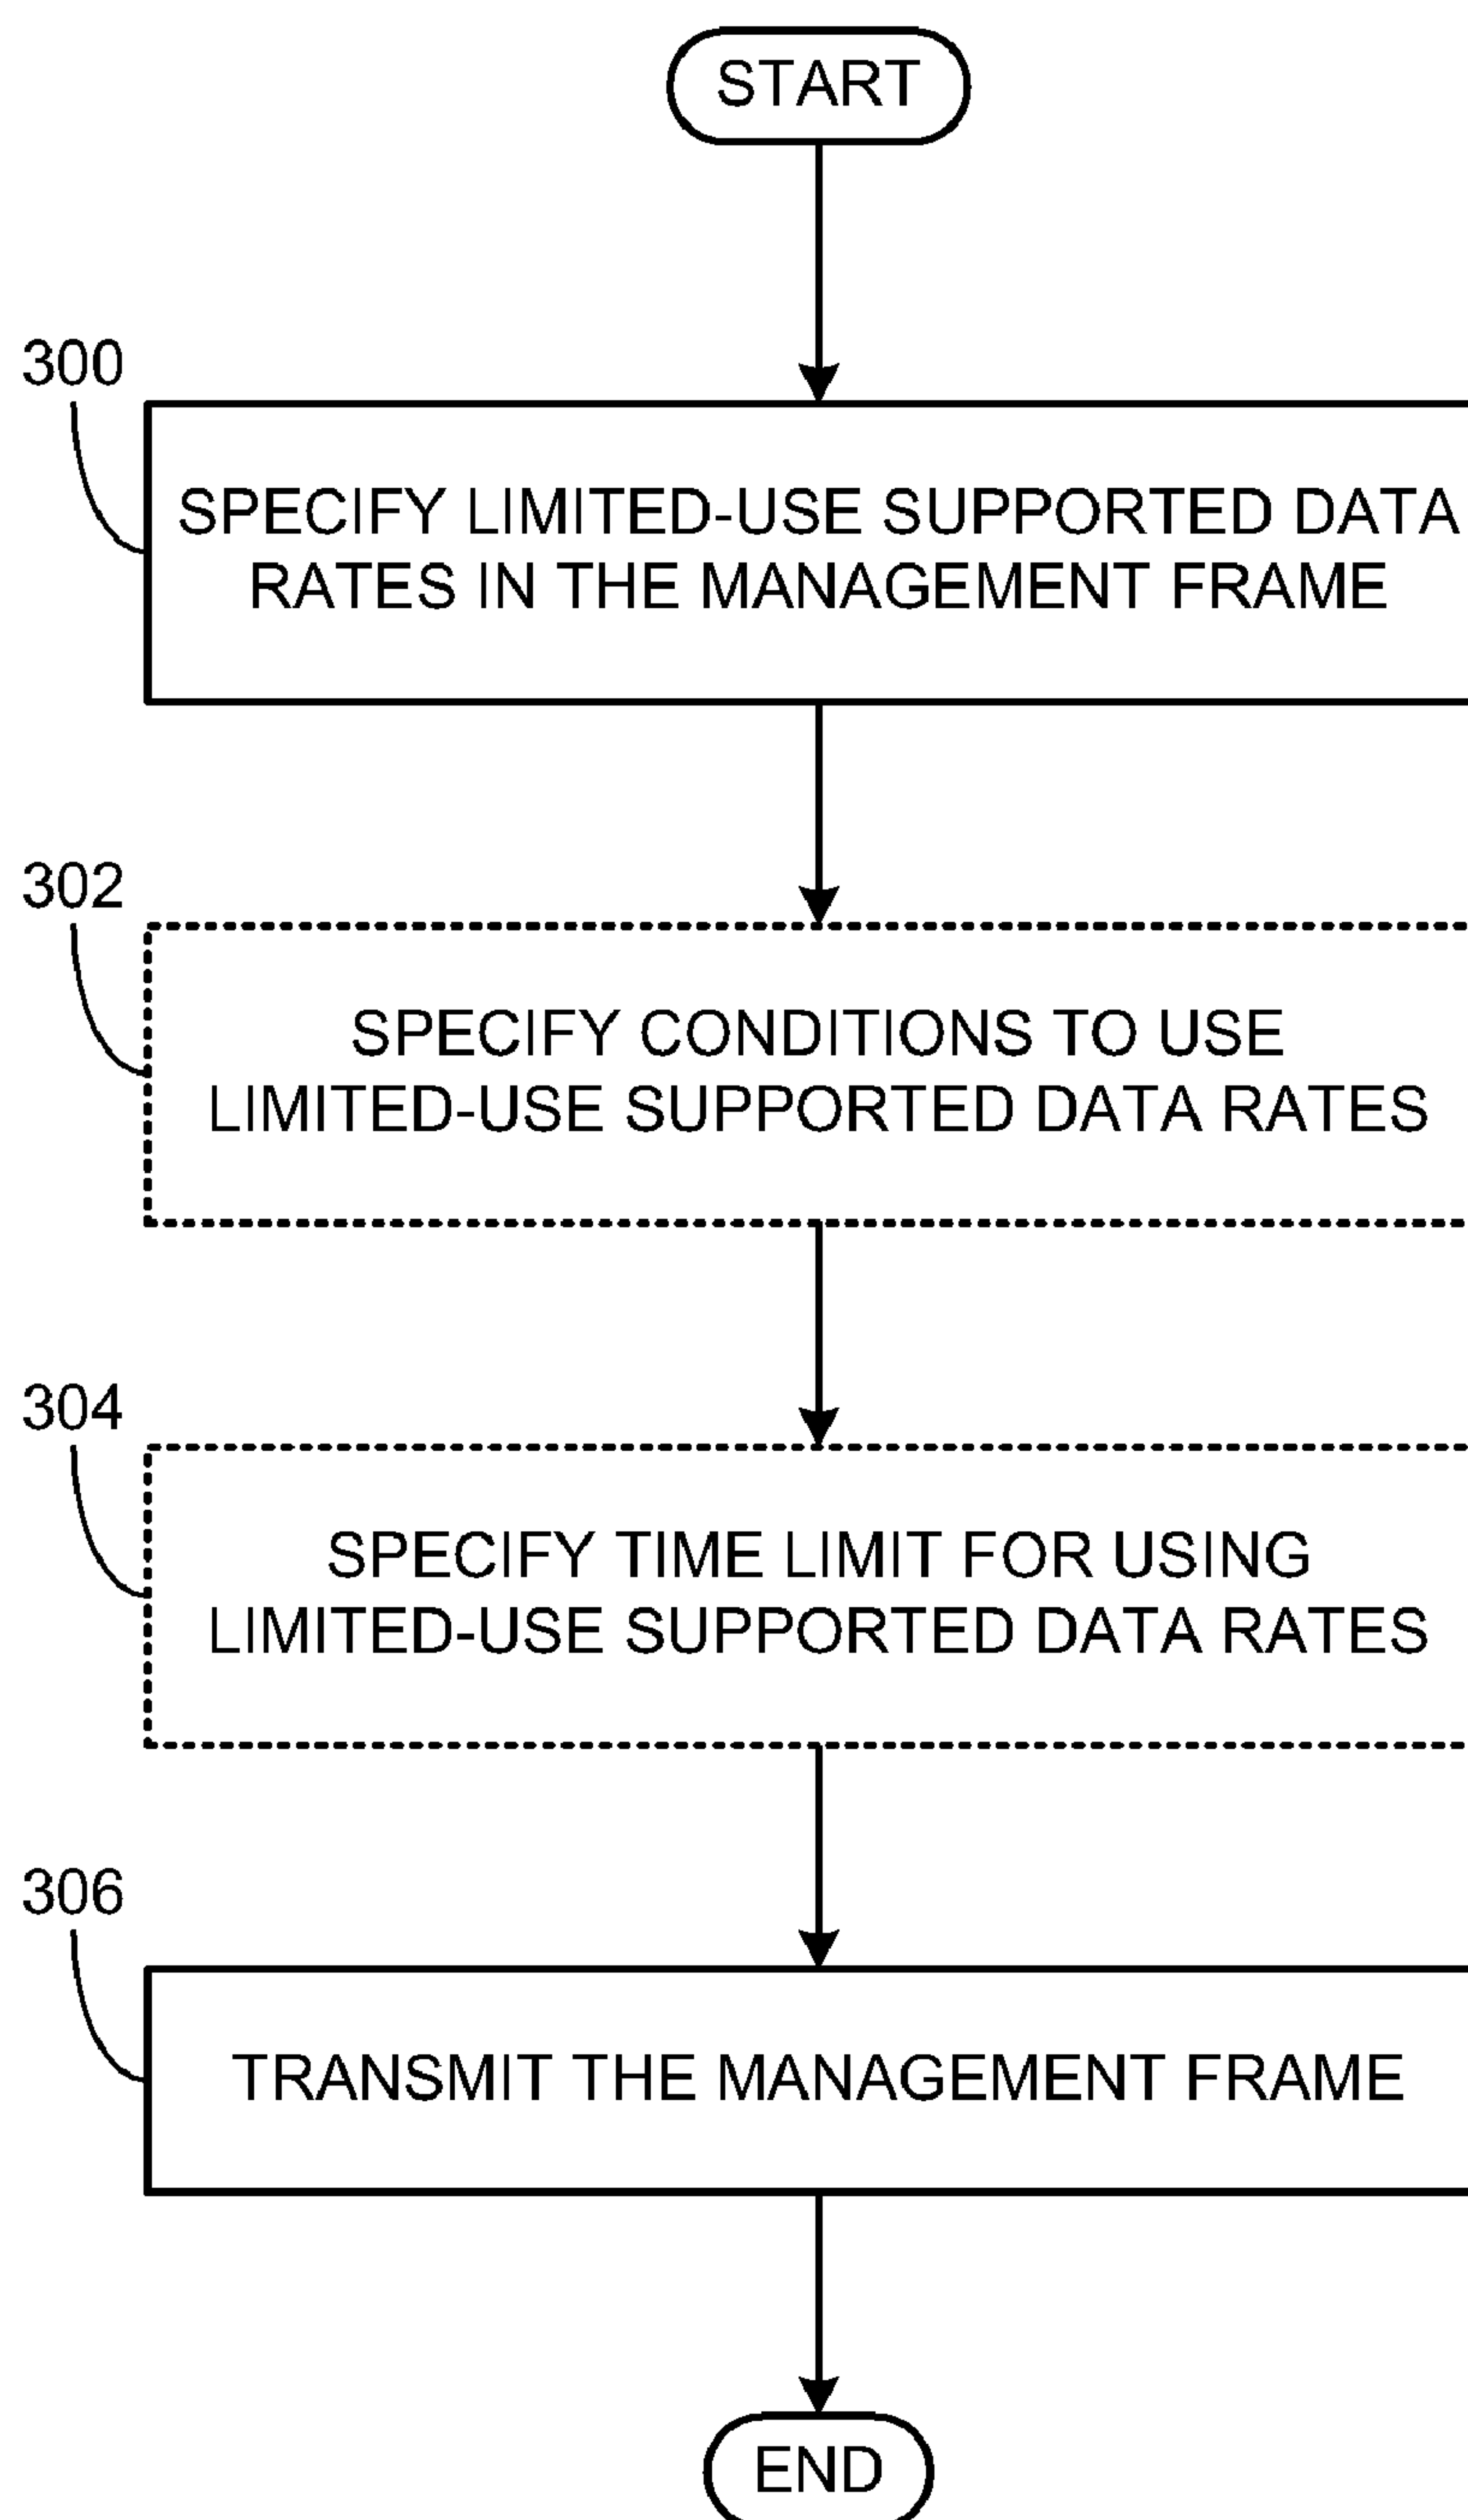 START
300
SPECIFY LIMITED-USE SUPPORTED DATA
RATES IN THE MANAGEMENT FRAME
302
SPECIFY CONDITIONS TO USE
LIMITED-USE SUPPORTED DATA RATES
304
SPECIFY TIME LIMIT FOR USING
LIMITED-USE SUPPORTED DATA RATES
306
TRANSMIT THE MANAGEMENT FRAME
END